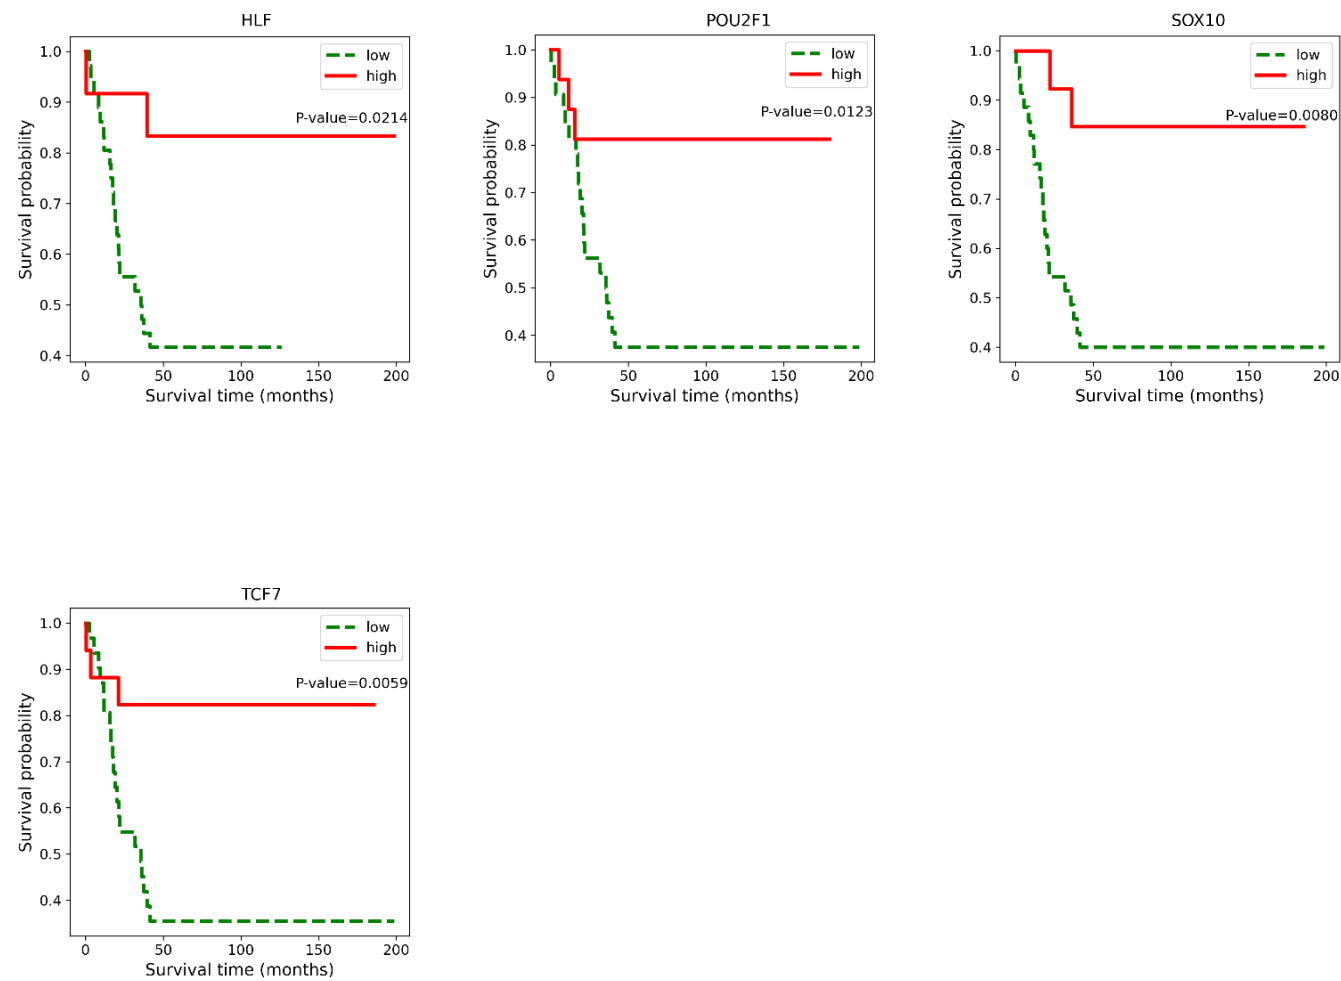 HLF
1.0
0.9
0.8
0.7
0.6
0.5
0.4
Survival probability
low
high
P-value=0.0214
0 50 100 150 200
Survival time (months)
POU2F1
1.0
0.9
0.8
0.7
0.6
0.5
0.4
Survival probability
low
high
P-value=0.0123
0 50 100 150 200
Survival time (months)
SOX10
1.0
0.9
0.8
0.7
0.6
0.5
0.4
Survival probability
low
high
P-value=0.0080
0 50 100 150 200
Survival time (months)
TCF7
1.0
0.9
0.8
0.7
0.6
0.5
0.4
Survival probability
low
high
P-value=0.0059
0 50 100 150 200
Survival time (months)